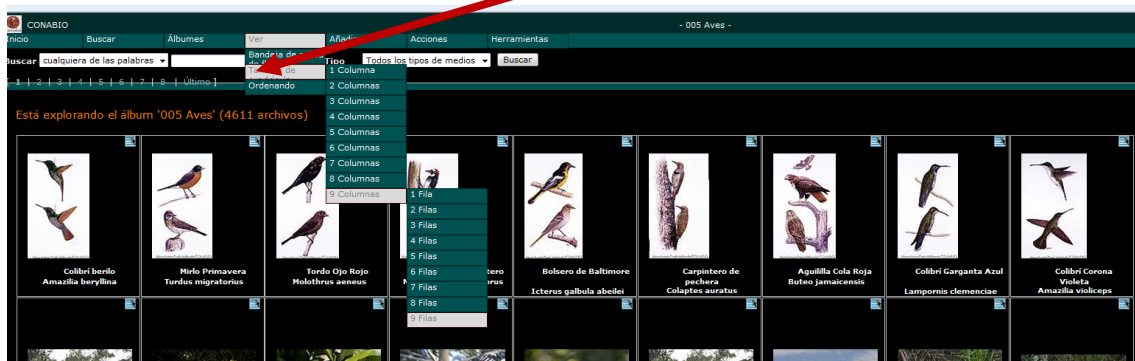 CONABIO
- 005 Aves -
Inicio Buscar Álbumes Ver Añadir Acciones Herramientas
Buscar cualquiera de las palabras Bandeja de Tipo Todos los tipos de medios Buscar
[ 1 | 2 | 3 | 4 | 5 | 6 | 7 | 8 | Último ]
Ordenando
1 Columna
2 Columnas
3 Columnas
4 Columnas
5 Columnas
6 Columnas
7 Columnas
8 Columnas
9 Columnas
1 Fila
2 Filas
3 Filas
4 Filas
5 Filas
6 Filas
7 Filas
8 Filas
9 Filas
Está explorando el álbum '005 Aves' (4611 archivos)
Colibrí berilo
Amazilia beryllina
Mirlo Primavera
Turdus migratorius
Tordo Ojo Rojo
Molothrus aeneus
Bolsero de Baltimore
Icterus galbula abeilei
Carpintero de
pechera
Colaptes auratus
Aguililla Cola Roja
Buteo jamaicensis
Colibrí Garganta Azul
Lampornis clemenciae
Colibrí Corona
Violeta
Amazilia violiceps